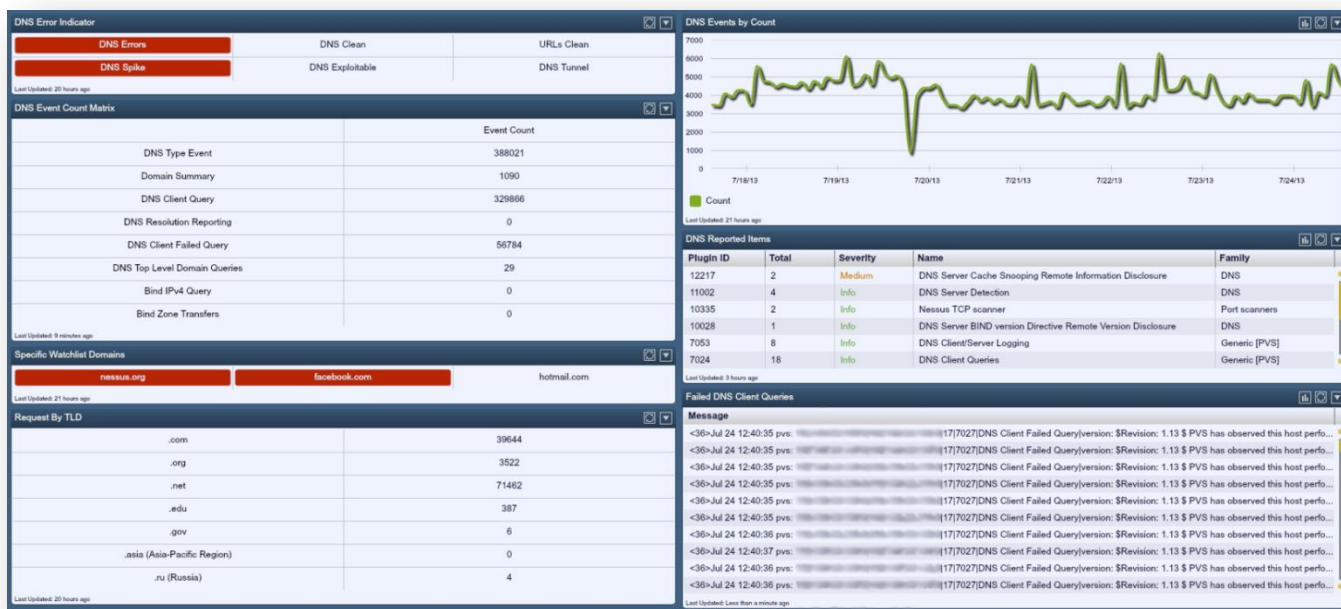 DNS Error Indicator
DNS Errors DNS Clean URLs Clean
DNS Spike DNS Exploitable DNS Tunnel
Last Updated: 20 hours ago
DNS Event Count Matrix
Event Count
DNS Type Event 388021
Domain Summary 1090
DNS Client Query 329866
DNS Resolution Reporting 0
DNS Client Failed Query 56784
DNS Top Level Domain Queries 29
Bind IPv4 Query 0
Bind Zone Transfers 0
Last Updated: 9 minutes ago
Specific Watchlist Domains
nessus.org facebook.com hotmail.com
Last Updated: 21 hours ago
Request By TLD
.com 39644
.org 3522
.net 71462
.edu 387
.gov 6
.asia (Asia-Pacific Region) 0
.ru (Russia) 4
Last Updated: 20 hours ago
DNS Events by Count
7000
6000
5000
4000
3000
2000
1000
0
7/18/13 7/19/13 7/20/13 7/21/13 7/22/13 7/23/13 7/24/13
Count
Last Updated: 21 hours ago
DNS Reported Items
Plugin ID Total Severity Name Family
12217 2 Medium DNS Server Cache Snooping Remote Information Disclosure DNS
11002 4 Info DNS Server Detection DNS
10335 2 Info Nessus TCP scanner Port scanners
10028 1 Info DNS Server BIND version Directive Remote Version Disclosure DNS
7053 8 Info DNS Client/Server Logging Generic [PVS]
7024 18 Info DNS Client Queries Generic [PVS]
Last Updated: 3 hours ago
Failed DNS Client Queries
Message
<36>Jul 24 12:40:35 pvs: |17|7027|DNS Client Failed Query|version: $Revision: 1.13 $ PVS has observed this host perfo...
<36>Jul 24 12:40:35 pvs: |17|7027|DNS Client Failed Query|version: $Revision: 1.13 $ PVS has observed this host perfo...
<36>Jul 24 12:40:35 pvs: |17|7027|DNS Client Failed Query|version: $Revision: 1.13 $ PVS has observed this host perfo...
<36>Jul 24 12:40:35 pvs: |17|7027|DNS Client Failed Query|version: $Revision: 1.13 $ PVS has observed this host perfo...
<36>Jul 24 12:40:35 pvs: |17|7027|DNS Client Failed Query|version: $Revision: 1.13 $ PVS has observed this host perfo...
<36>Jul 24 12:40:35 pvs: |17|7027|DNS Client Failed Query|version: $Revision: 1.13 $ PVS has observed this host perfo...
<36>Jul 24 12:40:36 pvs: |17|7027|DNS Client Failed Query|version: $Revision: 1.13 $ PVS has observed this host perfo...
<36>Jul 24 12:40:37 pvs: |17|7027|DNS Client Failed Query|version: $Revision: 1.13 $ PVS has observed this host perfo...
<36>Jul 24 12:40:36 pvs: |17|7027|DNS Client Failed Query|version: $Revision: 1.13 $ PVS has observed this host perfo...
<36>Jul 24 12:40:36 pvs: |17|7027|DNS Client Failed Query|version: $Revision: 1.13 $ PVS has observed this host perfo...
Last Updated: Less than a minute ago